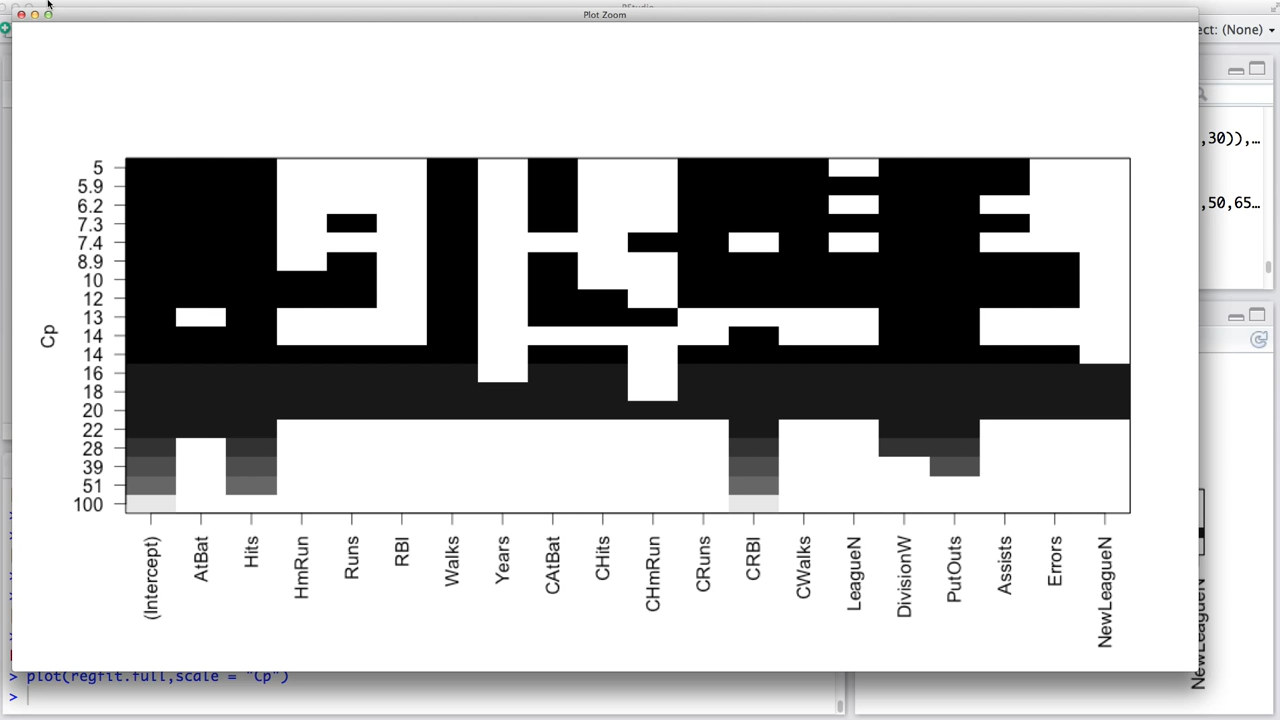 Plot Zoom
RStudio
ect: (None)
,30)),…
,50,65…
Cp
5
5.9
6.2
7.3
7.4
8.9
10
12
13
14
14
16
18
20
22
28
39
51
100
(Intercept)
AtBat
Hits
HmRun
Runs
RBI
Walks
Years
CAtBat
CHits
CHmRun
CRuns
CRBI
CWalks
LeagueN
DivisionW
PutOuts
Assists
Errors
NewLeagueN
NewLeagueN
> plot(regfit.full,scale = "Cp")
>